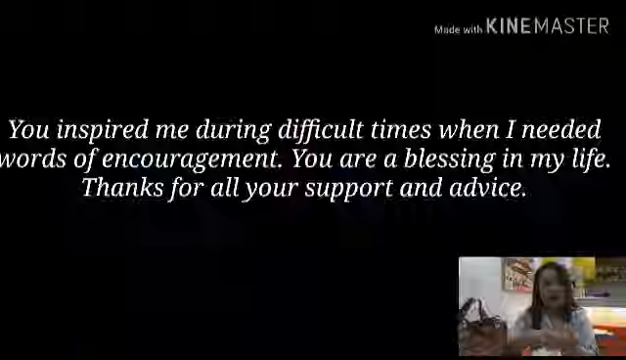 Made with KINEMASTER
You inspired me during difficult times when I needed
words of encouragement. You are a blessing in my life.
Thanks for all your support and advice.